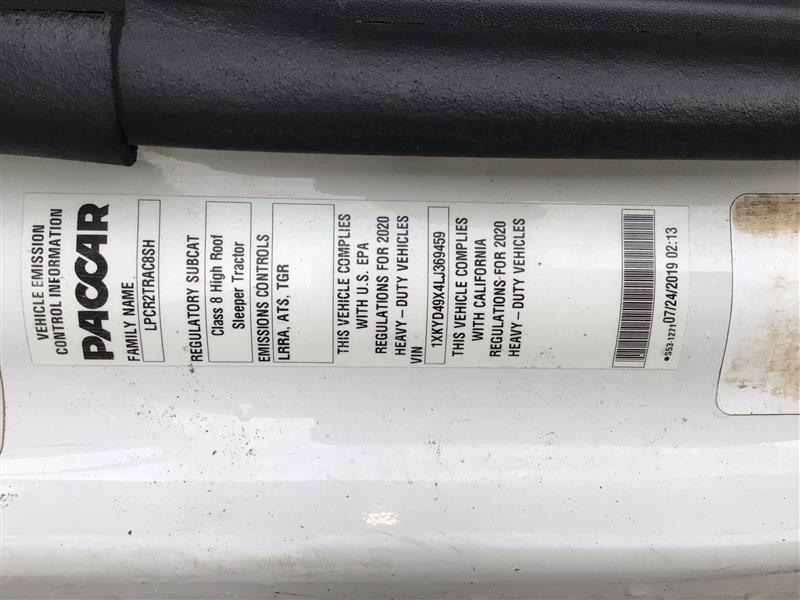 VEHICLE EMISSION
CONTROL INFORMATION
PACCAR
FAMILY NAME
LPCR2TRAC8SH
REGULATORY SUBCAT
Class 8 High Roof
Sleeper Tractor
EMISSIONS CONTROLS
LRRA, ATS, TGR
THIS VEHICLE COMPLIES
WITH U.S. EPA
REGULATIONS FOR 2020
HEAVY – DUTY VEHICLES
VIN
1XKYD49X4LJ369459
THIS VEHICLE COMPLIES
WITH CALIFORNIA
REGULATIONS-FOR 2020
HEAVY – DUTY VEHICLES
●S53-1271 07/24/2019 02:13